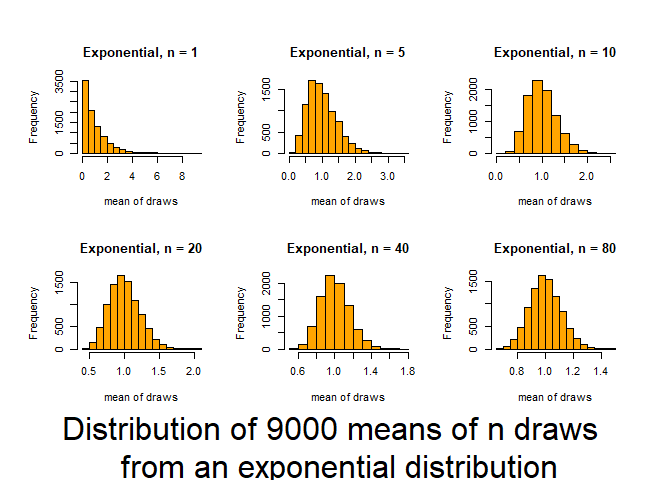 Exponential, n = 1
Frequency
0 1500 3500
0 2 4 6 8
mean of draws
Exponential, n = 5
Frequency
0 500 1500
0.0 1.0 2.0 3.0
mean of draws
Exponential, n = 10
Frequency
0 1000 2000
0.0 1.0 2.0
mean of draws
Exponential, n = 20
Frequency
0 500 1500
0.5 1.0 1.5 2.0
mean of draws
Exponential, n = 40
Frequency
0 1000 2000
0.6 1.0 1.4 1.8
mean of draws
Exponential, n = 80
Frequency
0 500 1500
0.8 1.0 1.2 1.4
mean of draws
Distribution of 9000 means of n draws
from an exponential distribution